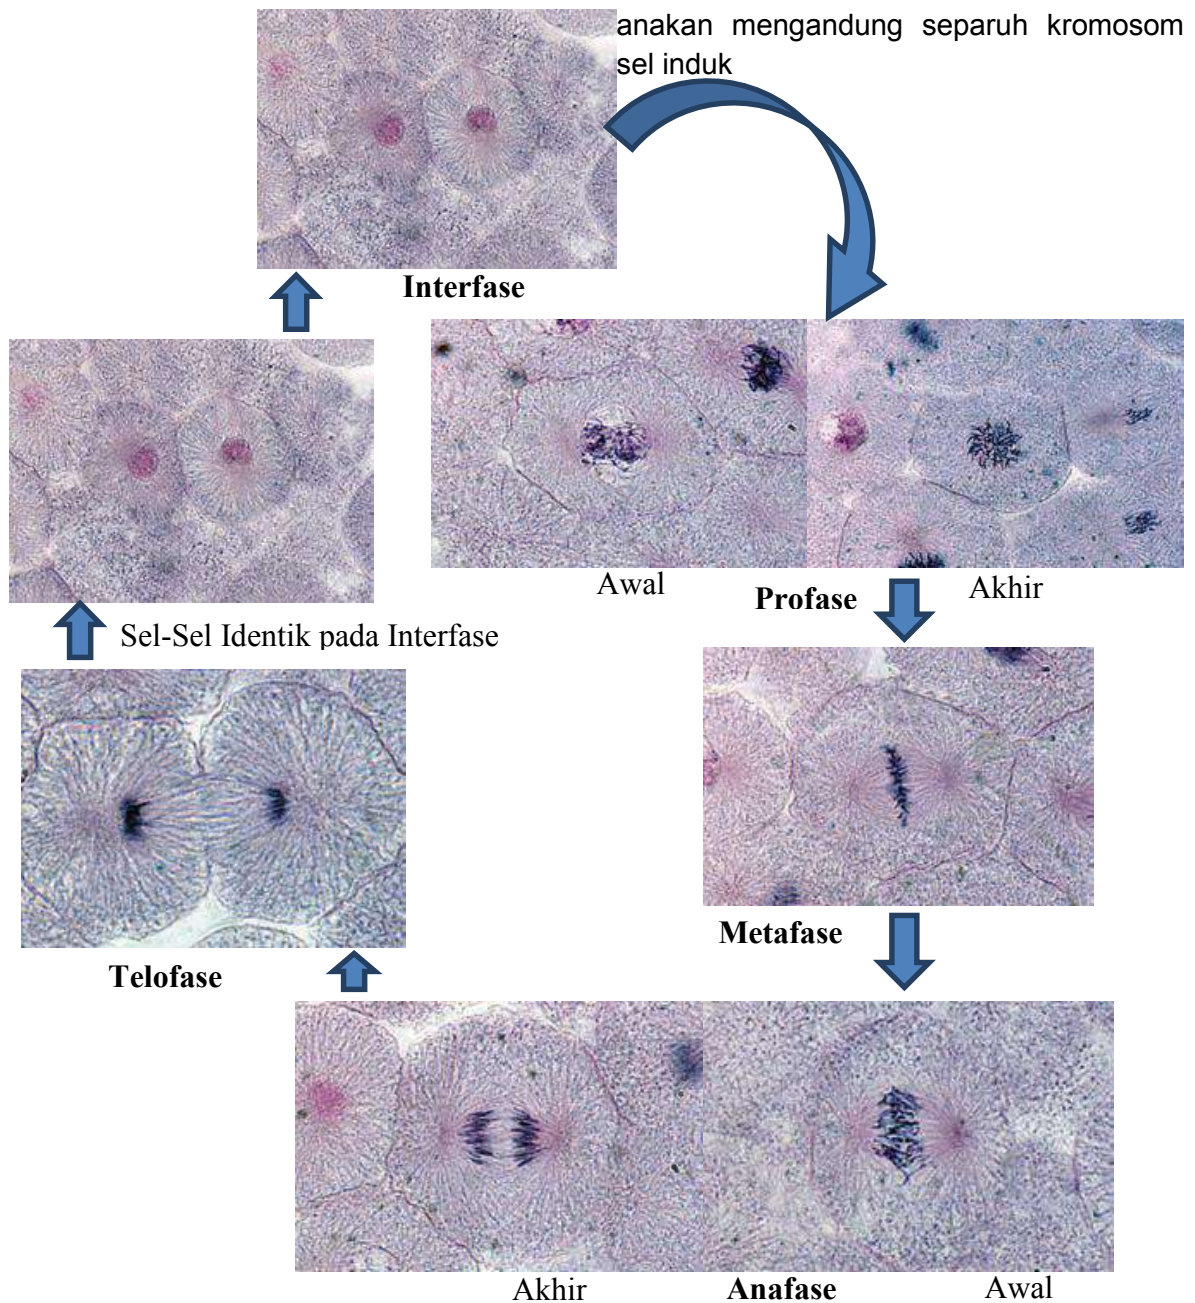 anakan mengandung separuh kromosom
sel induk
Interfase
Awal
Profase
Akhir
Sel-Sel Identik pada Interfase
Metafase
Telofase
Akhir
Anafase
Awal